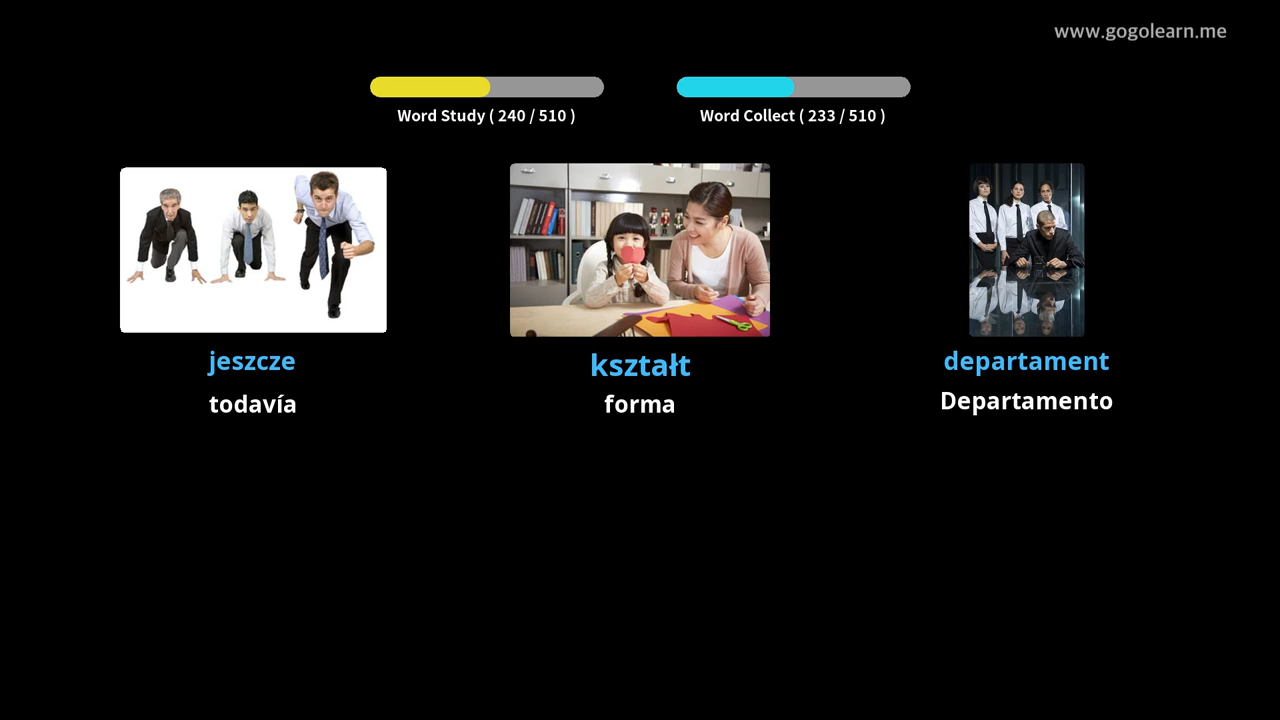 www.gogolearn.me
Word Study ( 240 / 510 )
Word Collect ( 233 / 510 )
jeszcze
todavía
kształt
forma
departament
Departamento